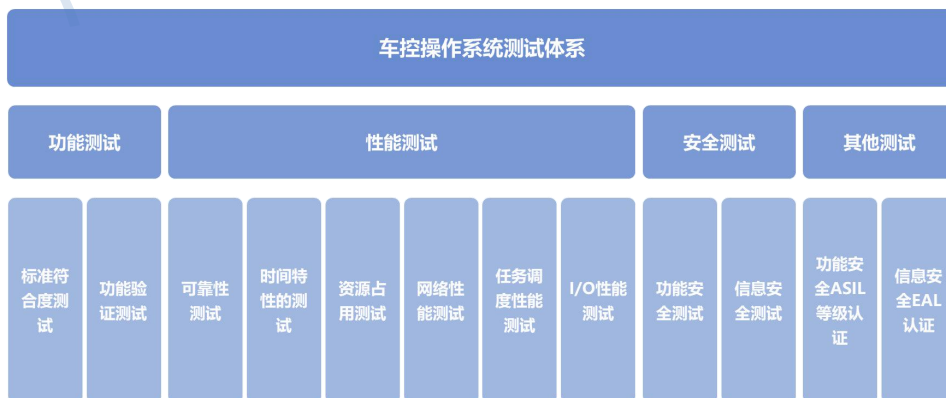 车控操作系统测试体系
功能测试
性能测试
安全测试
其他测试
标准符
合度测
试
功能验
证测试
可靠性
测试
时间特
性的测
试
资源占
用测试
网络性
能测试
任务调
度性能
测试
I/O性能
测试
功能安
全测试
信息安
全测试
功能安
全ASIL
等级认
证
信息安
全EAL
认证